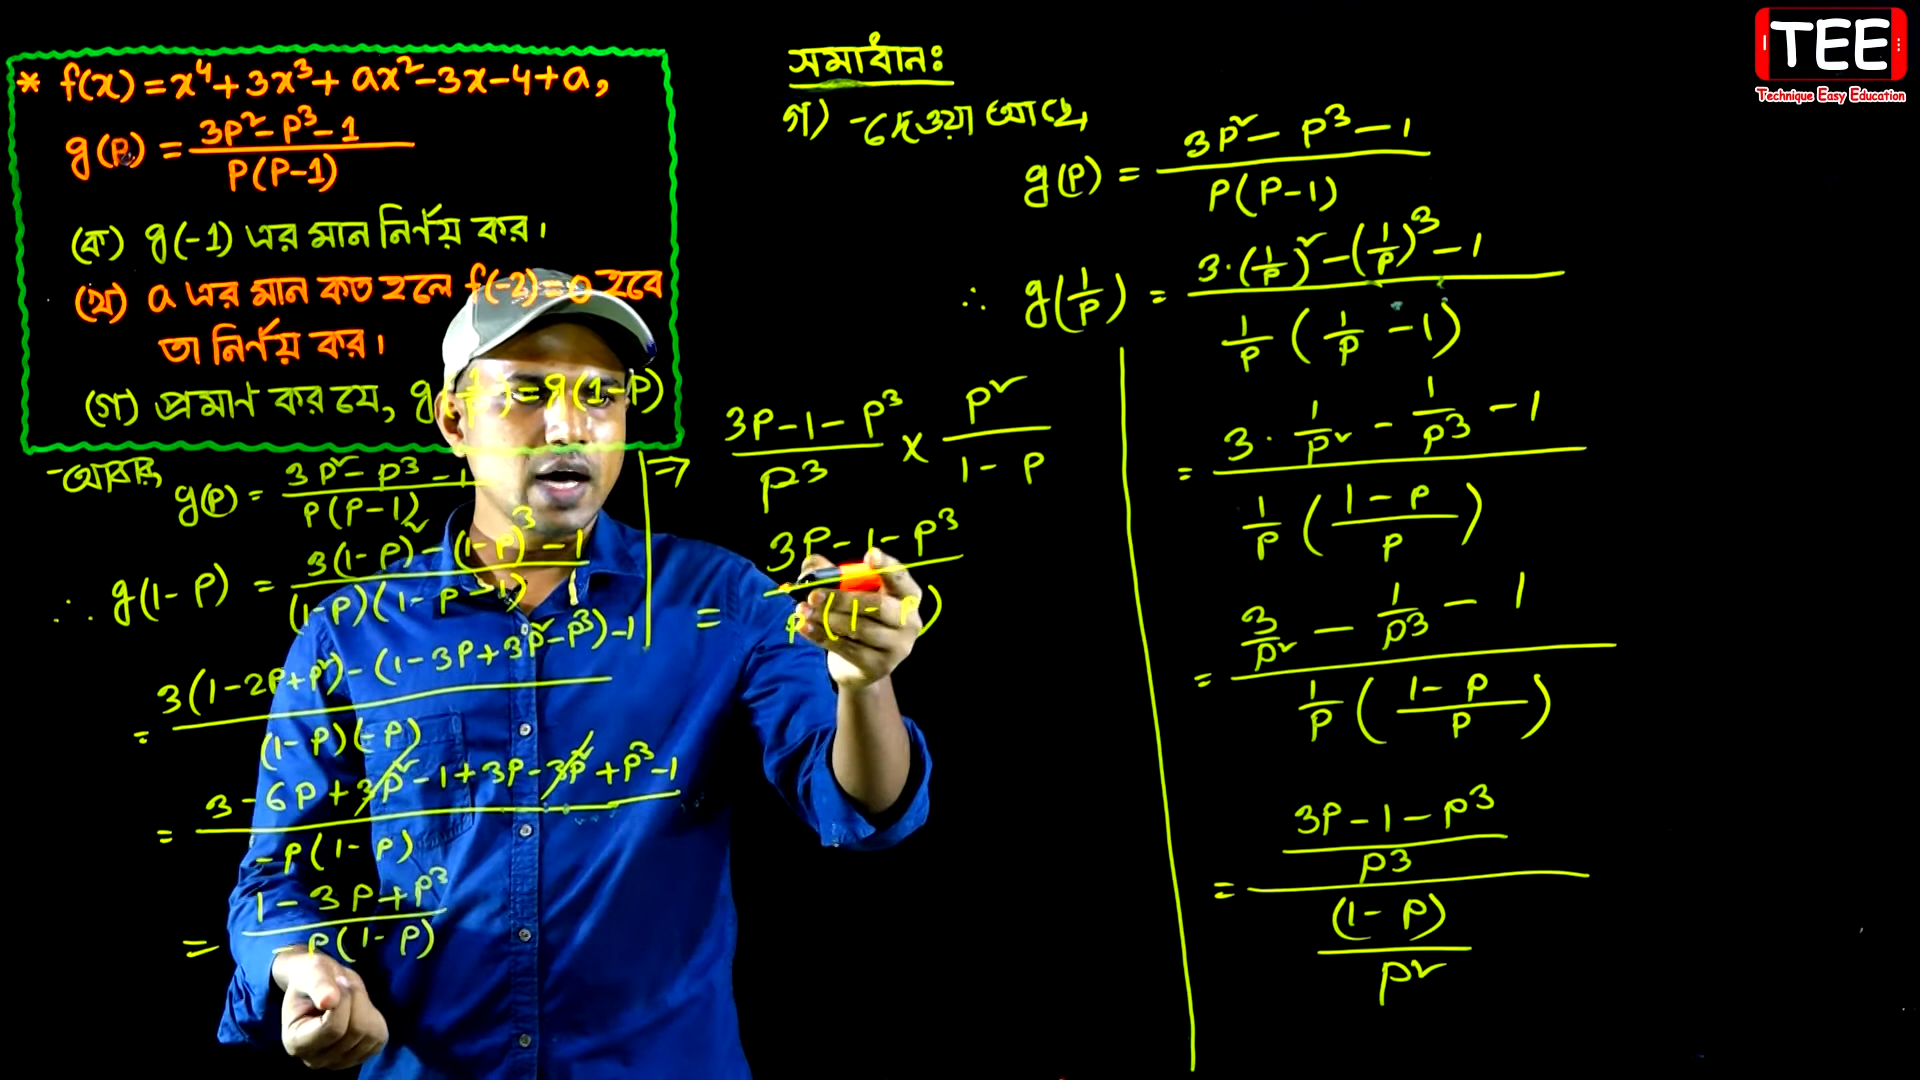 * f(x) = x⁴+3x³+ ax²-3x-4+a,
g(p) = (3p²-p³-1)/(P(P-1))
(ক) g(-1) এর মান নির্ণয় কর।
(খ) a এর মান কত হলে f(-2)=0 হবে
তা নির্ণয় কর।
(গ) প্রমাণ কর যে, g(1/P) = g(1-P)
আবার, g(p) = (3p²-p³-1)/(P(P-1))
∴ g(1-P) = (3(1-P)²-(1-P)³-1)/((1-P)(1-P-1))
= (3(1-2P+P²)-(1-3P+3P²-P³)-1)/((1-P)(-P))
= (3-6P+3P²-1+3P-3P²+P³-1)/(-P(1-P))
= (1-3P+P³)/(-P(1-P))
⇒ (3P-1-P³)/P³ × P²/(1-P)
= (3P-1-P³)/(P(1-P))
সমাধানঃ
গ) দেওয়া আছে,
g(p) = (3p²-p³-1)/(P(P-1))
∴ g(1/P) = (3·(1/P)²-(1/P)³-1)/(1/P(1/P-1))
= (3·1/P²-1/P³-1)/(1/P((1-P)/P))
= (3/P²-1/P³-1)/(1/P((1-P)/P))
= ((3P-1-P³)/P³)/((1-P)/P²)
TEE
Technique Easy Education